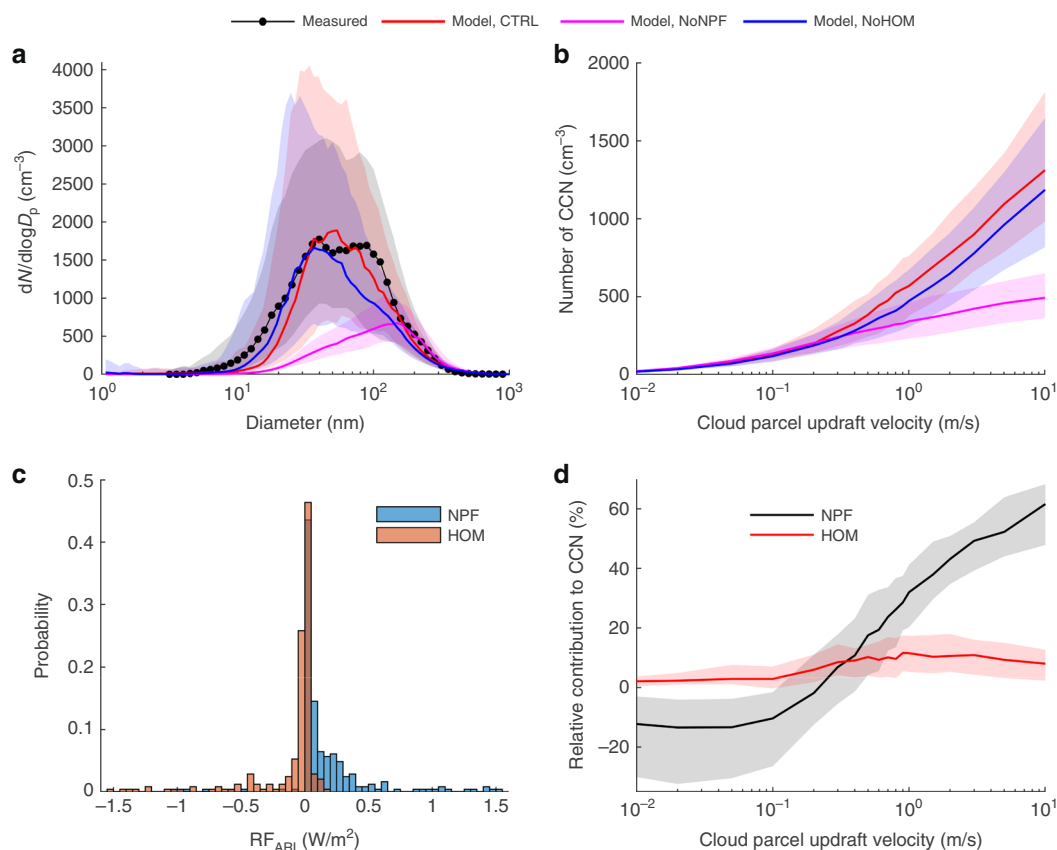 Measured Model, CTRL Model, NoNPF Model, NoHOM
a
4000
3500
3000
2500
2000
1500
1000
500
0
10⁰ 10¹ 10² 10³
dN/dlogDₚ (cm⁻³)
Diameter (nm)
b
2000
1500
1000
500
0
10⁻² 10⁻¹ 10⁰ 10¹
Number of CCN (cm⁻³)
Cloud parcel updraft velocity (m/s)
c
0.5
0.4
0.3
0.2
0.1
0
−1.5 −1 −0.5 0 0.5 1 1.5
Probability
NPF
HOM
RF_ARI (W/m²)
d
60
40
20
0
−20
10⁻² 10⁻¹ 10⁰ 10¹
Relative contribution to CCN (%)
NPF
HOM
Cloud parcel updraft velocity (m/s)